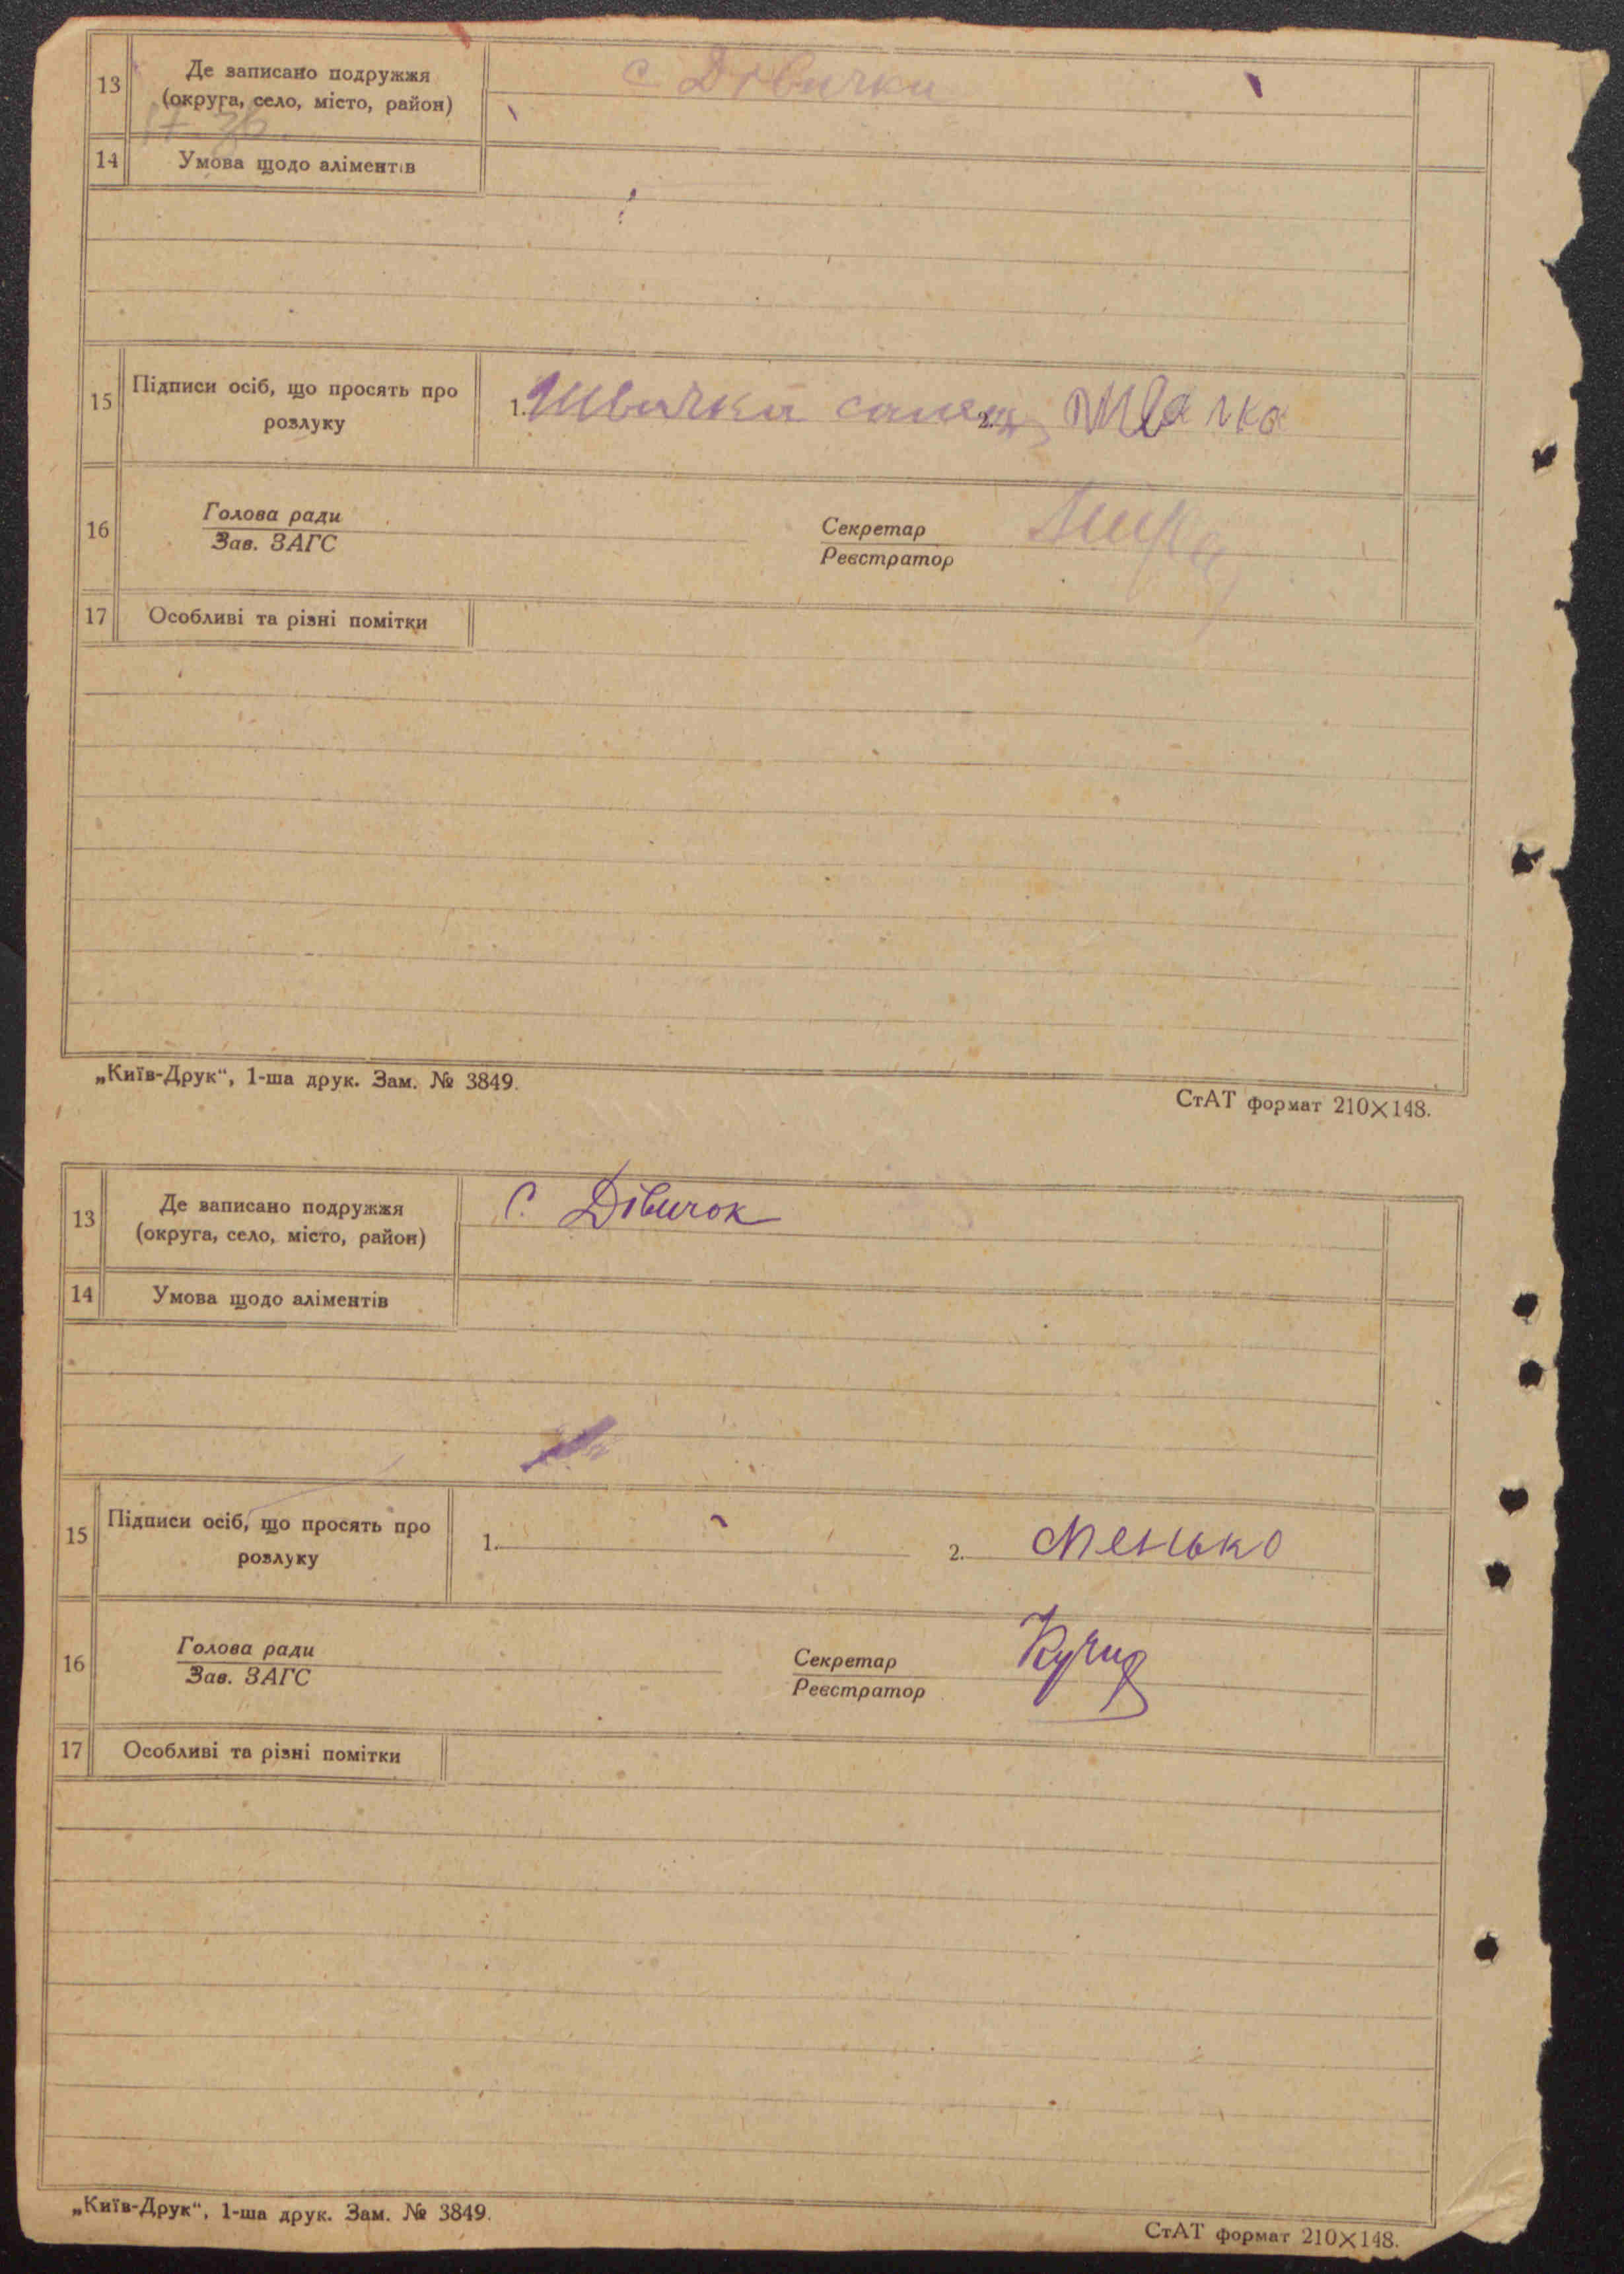 13 Де записано подружжя с Дівички
(округа, село, місто, район)
14 Умова щодо аліментів
15 Підписи осіб, що просять про 1. Швичка 2.
розлуку
16 Голова ради Секретар
Зав. ЗАГС Реєстратор
17 Особливі та різні помітки
„Київ-Друк“, 1-ша друк. Зам. № 3849.
СтАТ формат 210×148.
13 Де записано подружжя С. Дівичок
(округа, село, місто, район)
14 Умова щодо аліментів
15 Підписи осіб, що просять про 1. 2. Менько
розлуку
16 Голова ради Секретар
Зав. ЗАГС Реєстратор
17 Особливі та різні помітки
„Київ-Друк“, 1-ша друк. Зам. № 3849.
СтАТ формат 210×148.